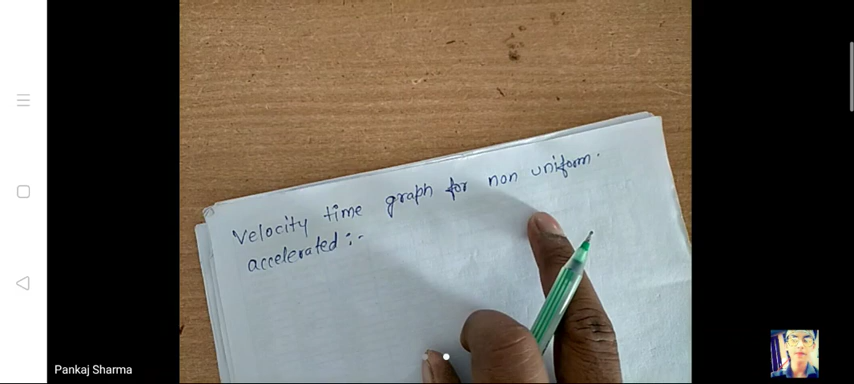 Velocity time graph for non uniform.
accelerated :-
Pankaj Sharma